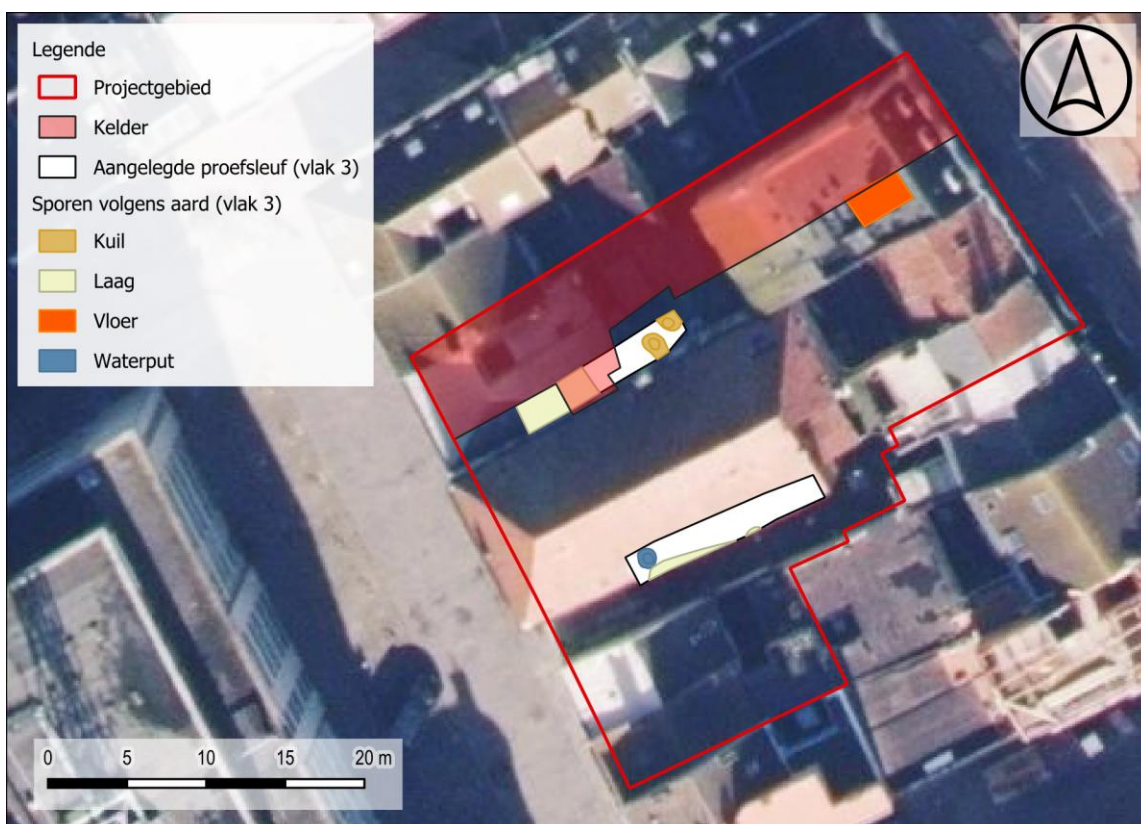 Legende
Projectgebied
Kelder
Aangelegde proefsleuf (vlak 3)
Sporen volgens aard (vlak 3)
Kuil
Laag
Vloer
Waterput
0 5 10 15 20 m